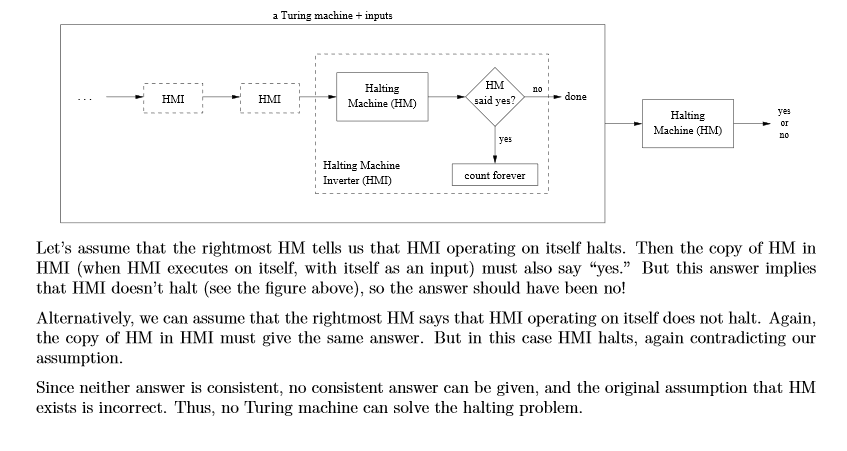 a Turing machine + inputs
. . .
HMI
HMI
Halting
Machine (HM)
HM
said yes?
no
done
yes
count forever
Halting Machine
Inverter (HMI)
Halting
Machine (HM)
yes
or
no
Let's assume that the rightmost HM tells us that HMI operating on itself halts. Then the copy of HM in
HMI (when HMI executes on itself, with itself as an input) must also say “yes.” But this answer implies
that HMI doesn't halt (see the figure above), so the answer should have been no!
Alternatively, we can assume that the rightmost HM says that HMI operating on itself does not halt. Again,
the copy of HM in HMI must give the same answer. But in this case HMI halts, again contradicting our
assumption.
Since neither answer is consistent, no consistent answer can be given, and the original assumption that HM
exists is incorrect. Thus, no Turing machine can solve the halting problem.